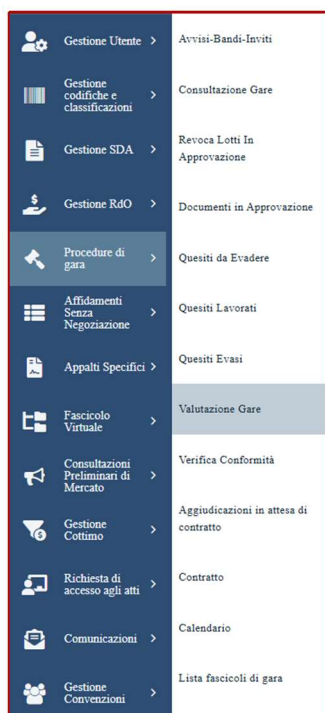 Gestione Utente
Gestione
codifiche e
classificazioni
Gestione SDA
Gestione RdO
Procedure di
gara
Affidamenti
Senza
Negoziazione
Appalti Specifici
Fascicolo
Virtuale
Consultazioni
Preliminari di
Mercato
Gestione
Cottimo
Richiesta di
accesso agli atti
Comunicazioni
Gestione
Convenzioni
Avvisi-Bandi-Inviti
Consultazione Gare
Revoca Lotti In
Approvazione
Documenti in Approvazione
Quesiti da Evadere
Quesiti Lavorati
Quesiti Evasi
Valutazione Gare
Verifica Conformità
Aggiudicazioni in attesa di
contratto
Contratto
Calendario
Lista fascicoli di gara